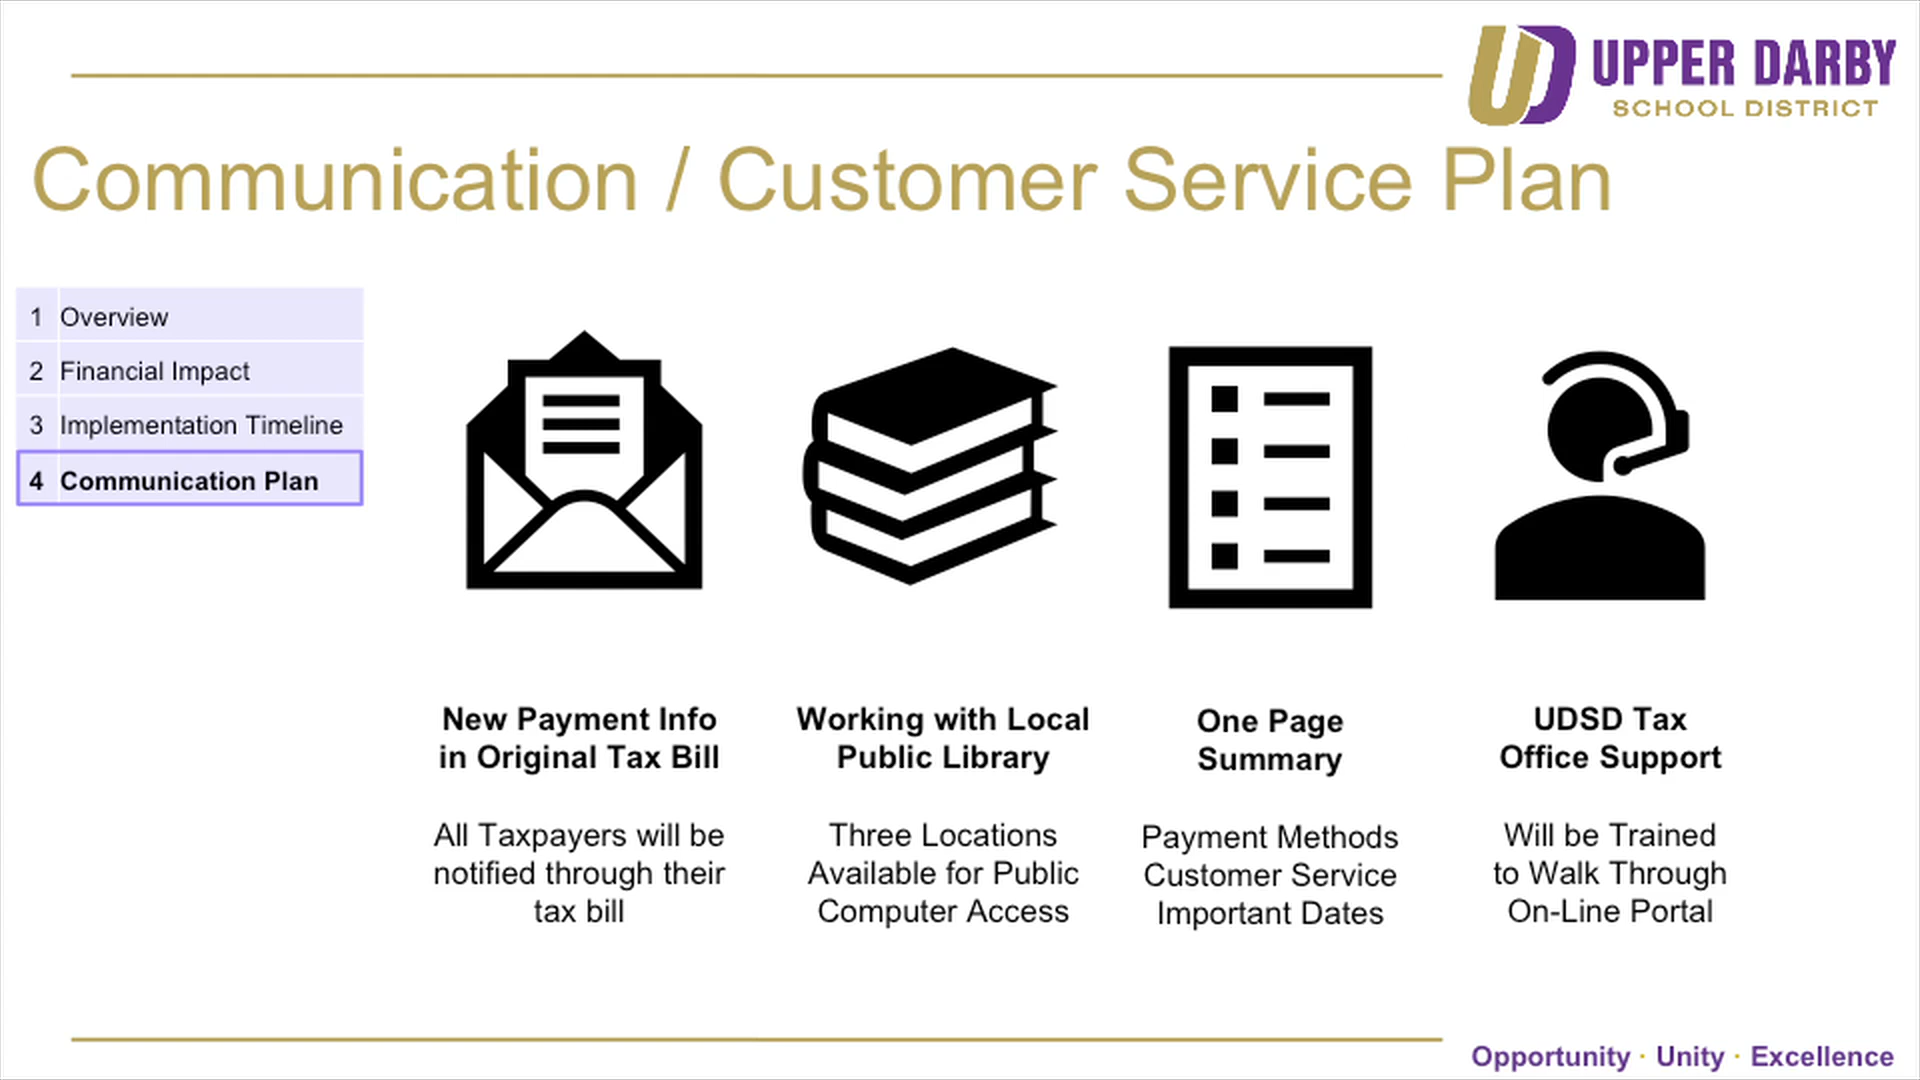 UPPER DARBY
SCHOOL DISTRICT
Communication / Customer Service Plan
1 Overview
2 Financial Impact
3 Implementation Timeline
4 Communication Plan
New Payment Info
in Original Tax Bill
All Taxpayers will be
notified through their
tax bill
Working with Local
Public Library
Three Locations
Available for Public
Computer Access
One Page
Summary
Payment Methods
Customer Service
Important Dates
UDSD Tax
Office Support
Will be Trained
to Walk Through
On-Line Portal
Opportunity · Unity · Excellence